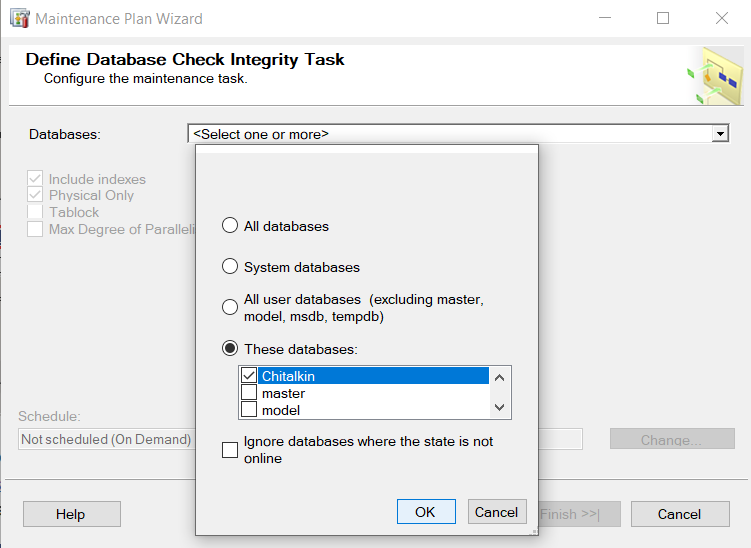 Maintenance Plan Wizard
Define Database Check Integrity Task
Configure the maintenance task.
Databases:
<Select one or more>
Include indexes
Physical Only
Tablock
Max Degree of Paralleli
All databases
System databases
All user databases (excluding master,
model, msdb, tempdb)
These databases:
Chitalkin
master
model
Ignore databases where the state is not
online
Schedule:
Not scheduled (On Demand)
Change...
OK
Cancel
Help
Finish >>|
Cancel